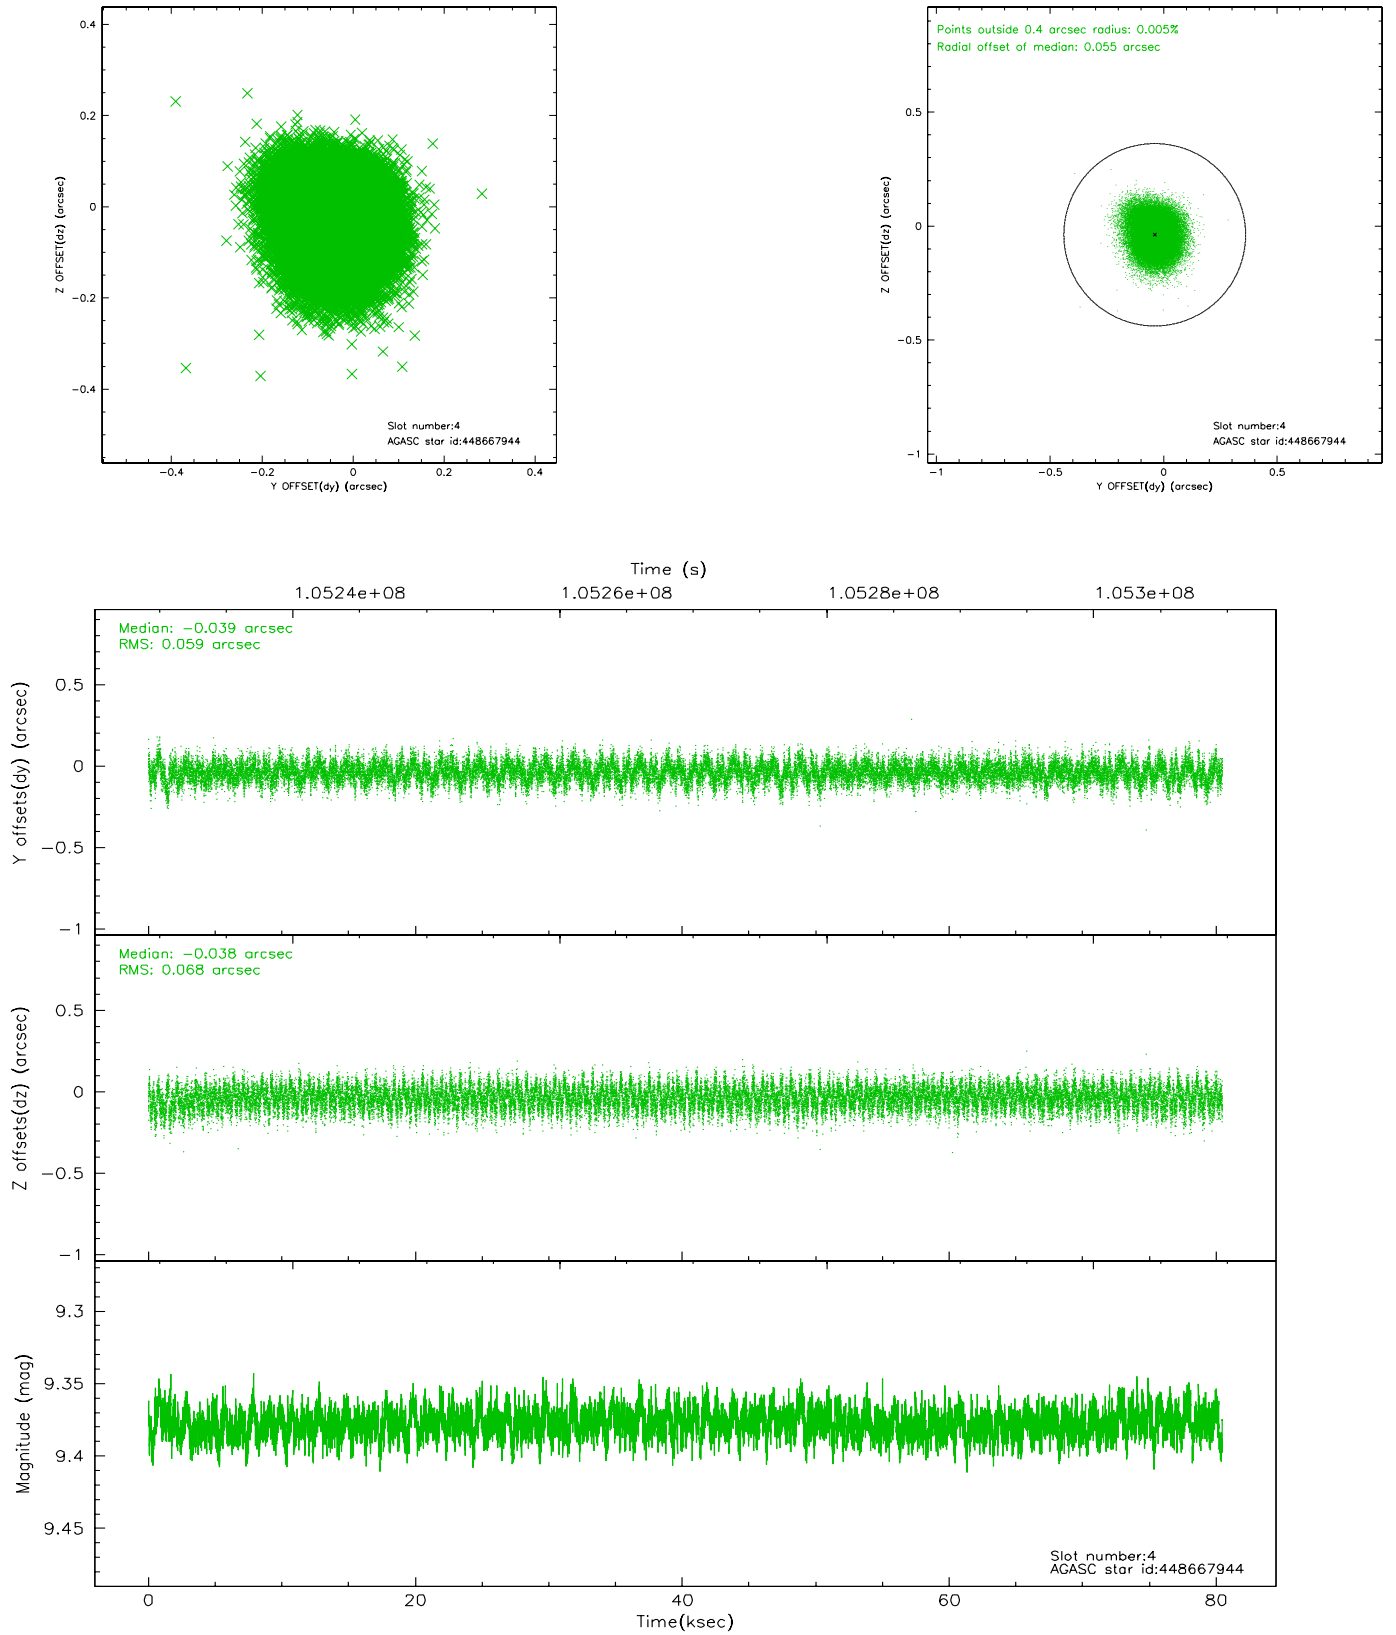 0.4
0.2
0
-0.2
-0.4
Z OFFSET(dz) (arcsec)
Slot number:4
AGASC star id:448667944
-0.4
-0.2
0
0.2
0.4
Y OFFSET(dy) (arcsec)
Points outside 0.4 arcsec radius: 0.005%
Radial offset of median: 0.055 arcsec
0.5
0
-0.5
-1
Z OFFSET(dz) (arcsec)
Slot number:4
AGASC star id:448667944
-1
-0.5
0
0.5
Y OFFSET(dy) (arcsec)
Time (s)
1.0524e+08
1.0526e+08
1.0528e+08
1.053e+08
Median: -0.039 arcsec
RMS: 0.059 arcsec
0.5
0
-0.5
-1
Y offsets(dy) (arcsec)
Median: -0.038 arcsec
RMS: 0.068 arcsec
0.5
0
-0.5
-1
Z offsets(dz) (arcsec)
9.3
9.35
9.4
9.45
Magnitude (mag)
Slot number:4
AGASC star id:448667944
0
20
40
60
80
Time(ksec)